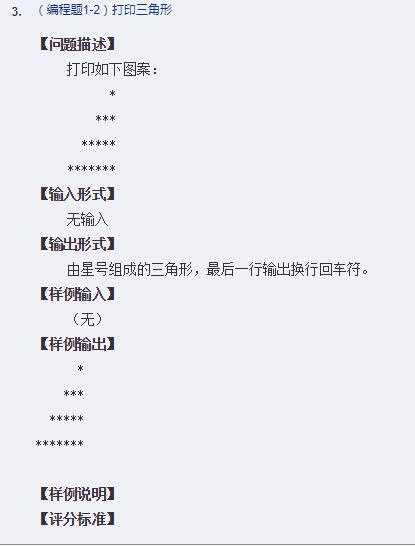 3. （编程题1-2）打印三角形
【问题描述】
打印如下图案：
      *
    ***
  *****
*******
【输入形式】
无输入
【输出形式】
由星号组成的三角形，最后一行输出换行回车符。
【样例输入】
（无）
【样例输出】
      *
    ***
  *****
*******
【样例说明】
【评分标准】